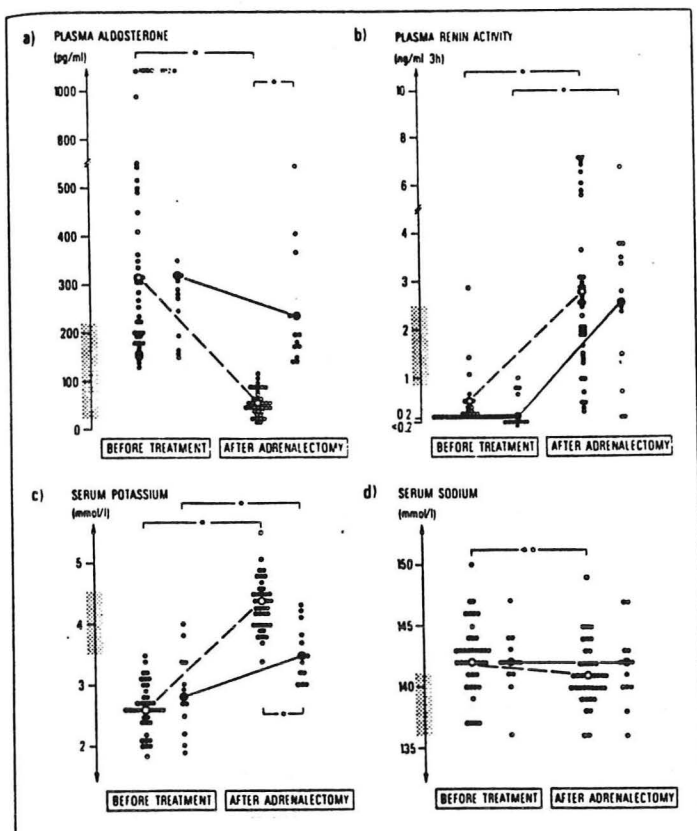 a) PLASMA ALDOSTERONE
(pg/ml)
1000
800
500
400
300
200
100
0
BEFORE TREATMENT
AFTER ADRENALECTOMY
b) PLASMA RENIN ACTIVITY
(ng/ml 3h)
10
8
6
4
3
2
1
0.2
<0.2
BEFORE TREATMENT
AFTER ADRENALECTOMY
c) SERUM POTASSIUM
(mmol/l)
5
4
3
2
BEFORE TREATMENT
AFTER ADRENALECTOMY
d) SERUM SODIUM
(mmol/l)
150
145
140
135
BEFORE TREATMENT
AFTER ADRENALECTOMY